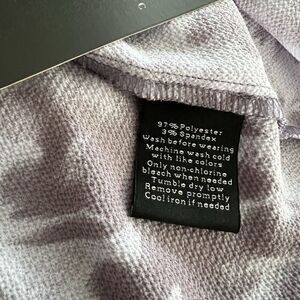 97% Polyester
3% Spandex
Wash before wearing
Machine wash cold
with like colors
Only non-chlorine
bleach when needed
Tumble dry low
Remove promptly
Cool iron if needed